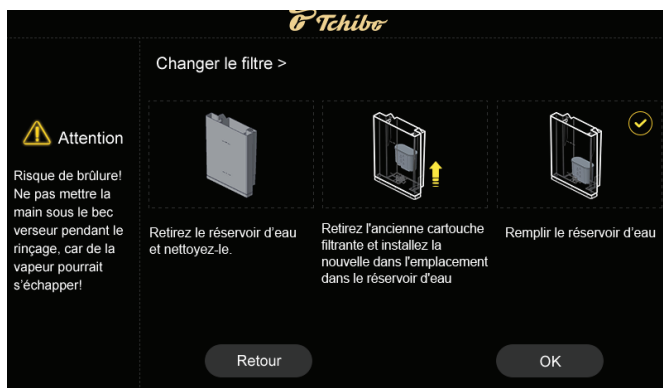 Tchibo
Changer le filtre >
Attention
Risque de brûlure!
Ne pas mettre la
main sous le bec
verseur pendant le
rinçage, car de la
vapeur pourrait
s'échapper!
Retirez le réservoir d'eau
et nettoyez-le.
Retirez l'ancienne cartouche
filtrante et installez la
nouvelle dans l'emplacement
dans le réservoir d'eau
Remplir le réservoir d'eau
Retour
OK